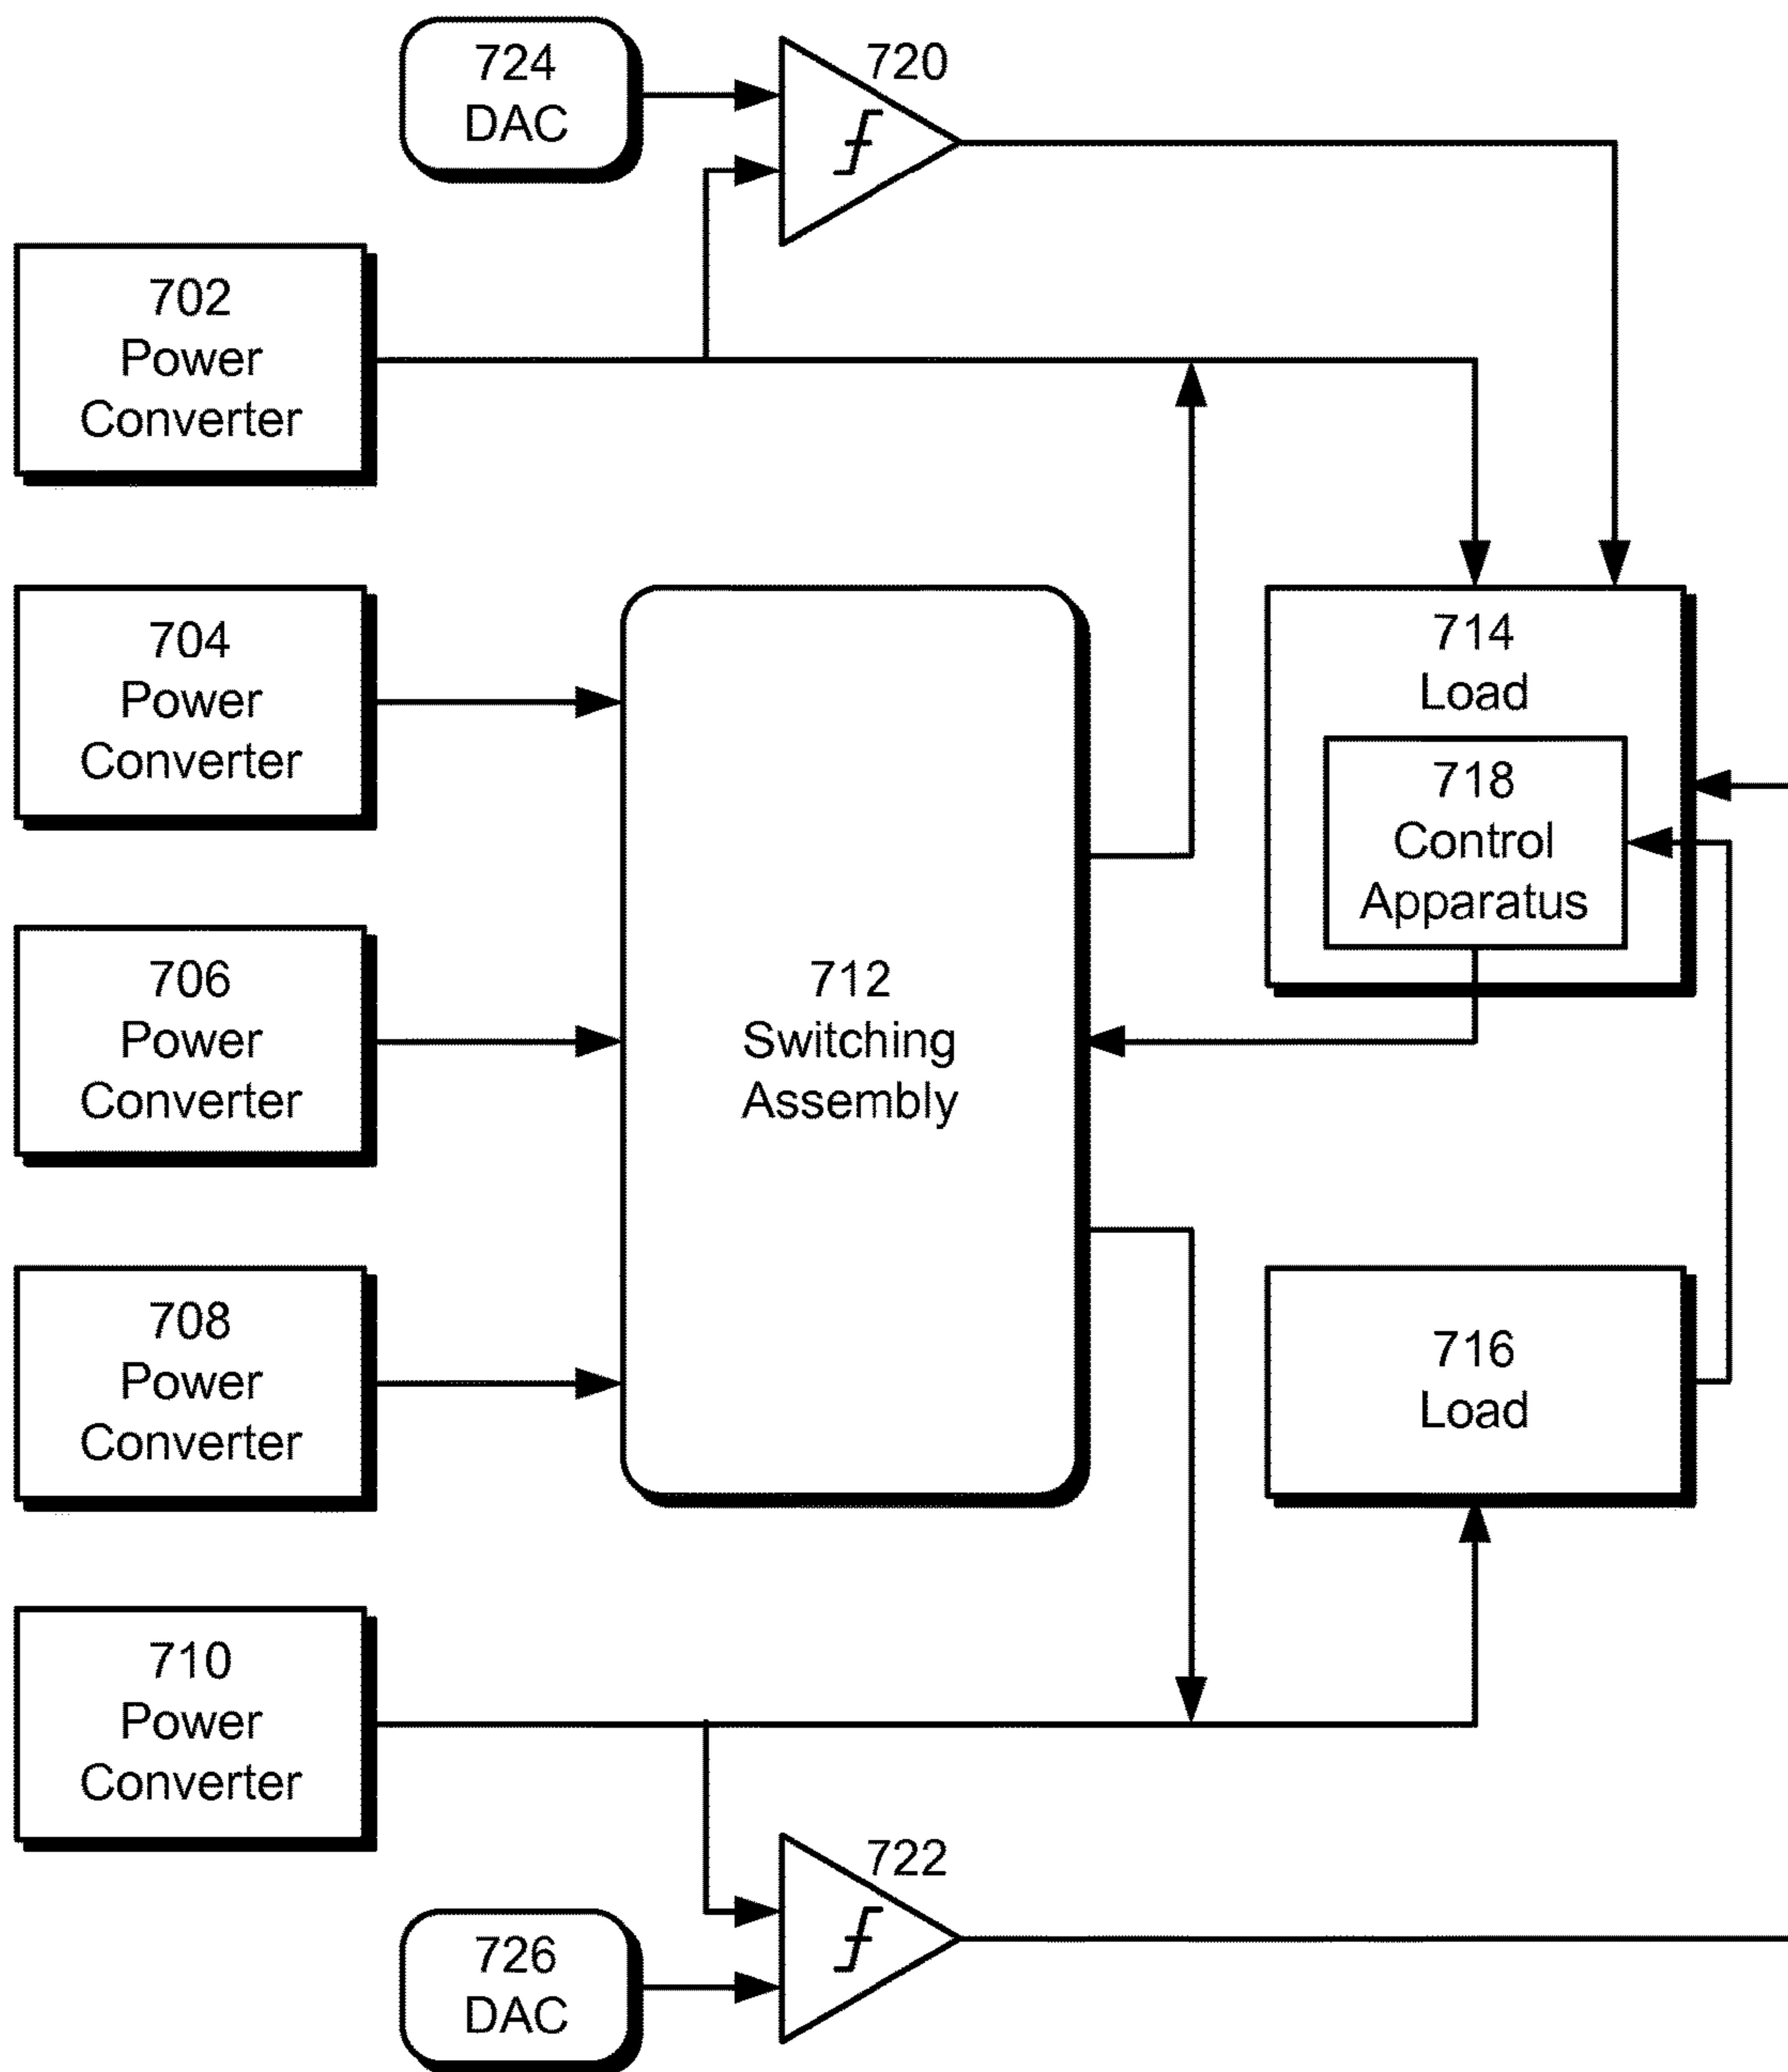 724
DAC
720
702
Power
Converter
704
Power
Converter
714
Load
718
Control
Apparatus
706
Power
Converter
712
Switching
Assembly
708
Power
Converter
716
Load
710
Power
Converter
722
726
DAC